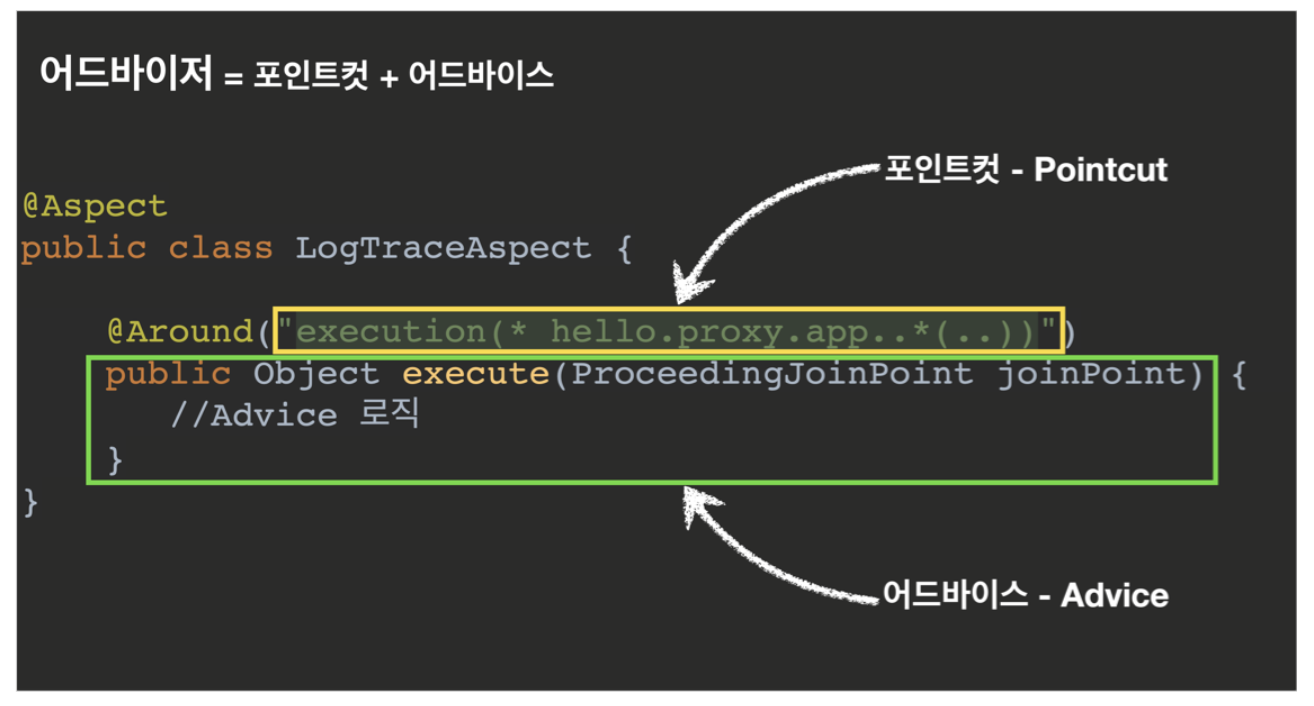 어드바이저 = 포인트컷 + 어드바이스
포인트컷 - Pointcut
@Aspect
public class LogTraceAspect {
@Around("execution(* hello.proxy.app..*(..))")
public Object execute(ProceedingJoinPoint joinPoint) {
//Advice 로직
}
}
어드바이스 - Advice